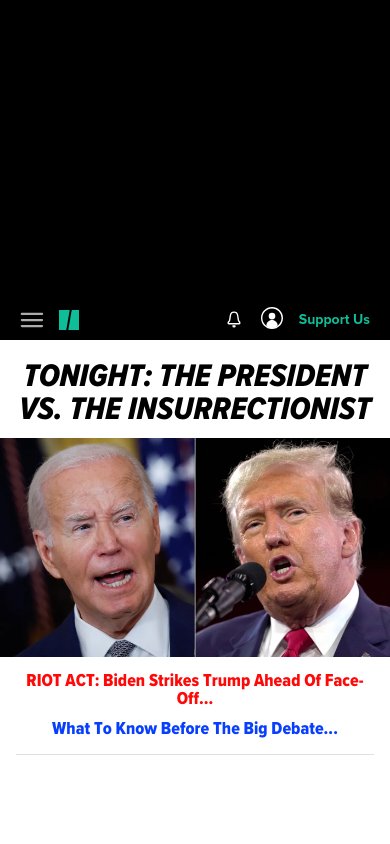 Support Us
TONIGHT: THE PRESIDENT
VS. THE INSURRECTIONIST
RIOT ACT: Biden Strikes Trump Ahead Of Face-
Off...
What To Know Before The Big Debate...